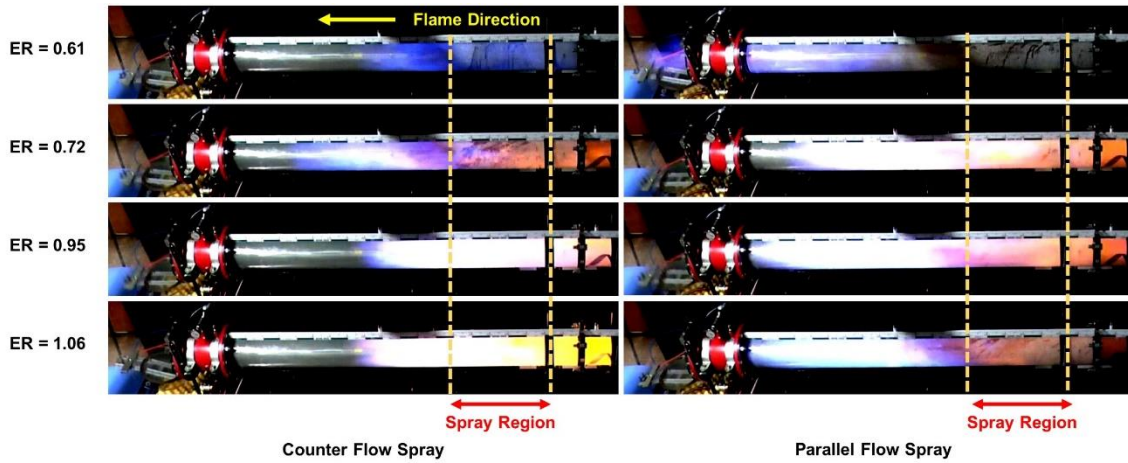 Flame Direction
ER = 0.61
ER = 0.72
ER = 0.95
ER = 1.06
Spray Region
Spray Region
Counter Flow Spray
Parallel Flow Spray